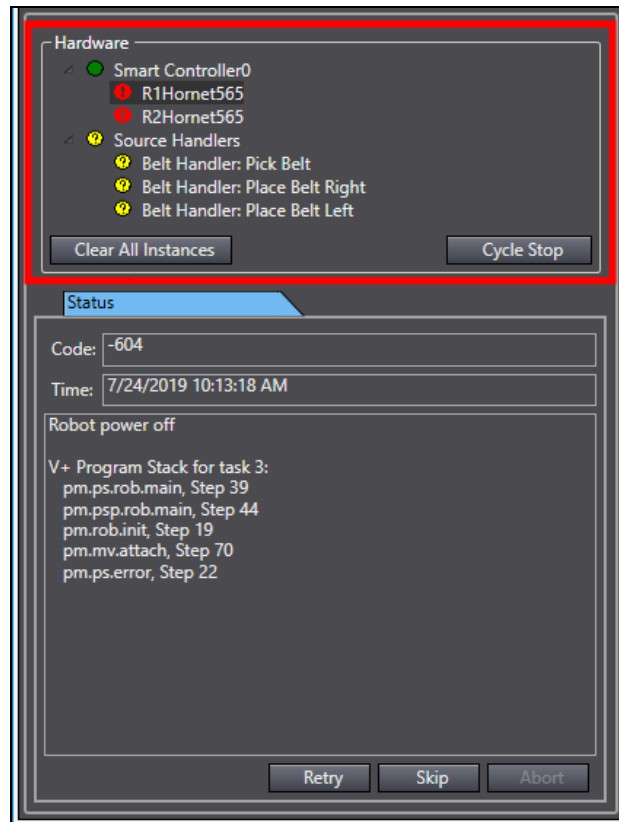 Hardware
Smart Controller0
R1Hornet565
R2Hornet565
Source Handlers
Belt Handler: Pick Belt
Belt Handler: Place Belt Right
Belt Handler: Place Belt Left
Clear All Instances Cycle Stop
Status
Code: -604
Time: 7/24/2019 10:13:18 AM
Robot power off
V+ Program Stack for task 3:
pm.ps.rob.main, Step 39
pm.psp.rob.main, Step 44
pm.rob.init, Step 19
pm.mv.attach, Step 70
pm.ps.error, Step 22
Retry Skip Abort